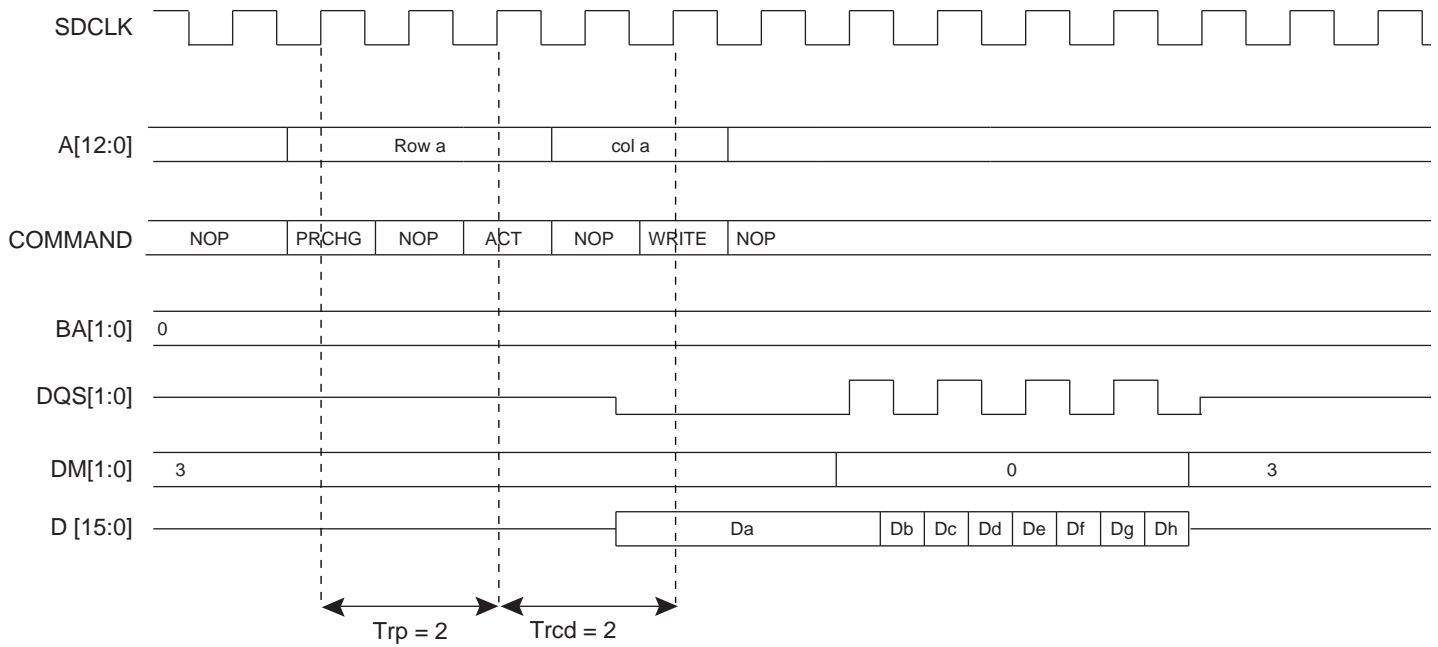 SDCLK
A[12:0] Row a col a
COMMAND NOP PRCHG NOP ACT NOP WRITE NOP
BA[1:0] 0
DQS[1:0]
DM[1:0] 3 0 3
D [15:0] Da Db Dc Dd De Df Dg Dh
Trp = 2 Trcd = 2